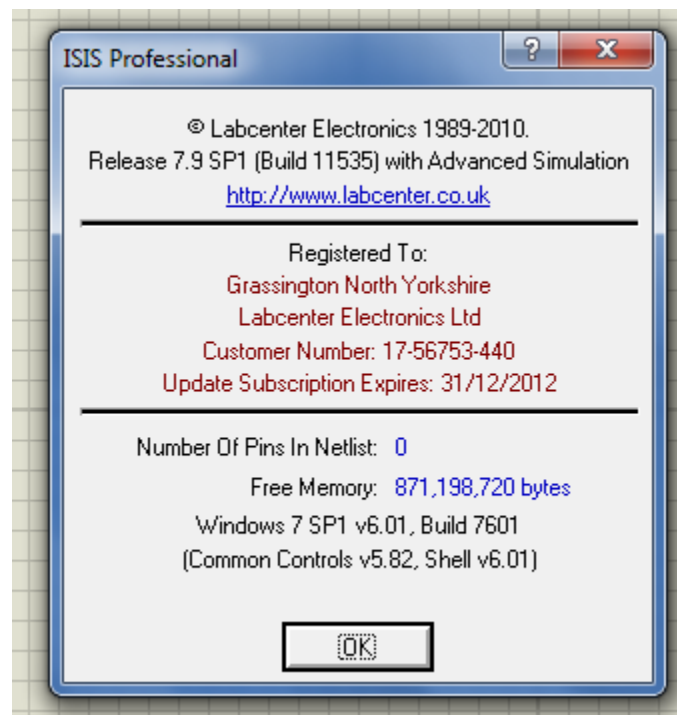 ISIS Professional
© Labcenter Electronics 1989-2010.
Release 7.9 SP1 (Build 11535) with Advanced Simulation
http://www.labcenter.co.uk
Registered To:
Grassington North Yorkshire
Labcenter Electronics Ltd
Customer Number: 17-56753-440
Update Subscription Expires: 31/12/2012
Number Of Pins In Netlist: 0
Free Memory: 871,198,720 bytes
Windows 7 SP1 v6.01, Build 7601
(Common Controls v5.82, Shell v6.01)
OK